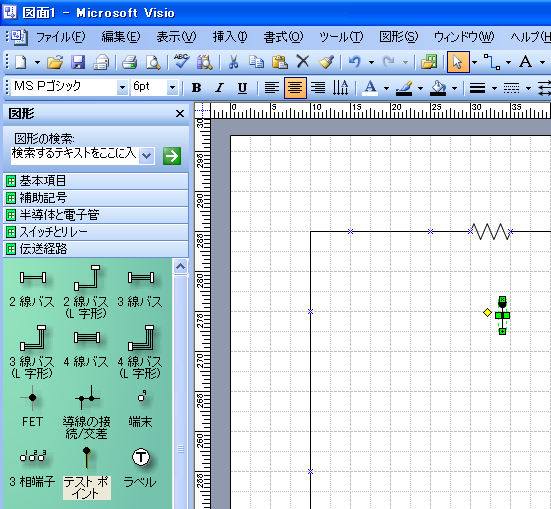 図面1 - Microsoft Visio
ファイル(F) 編集(E) 表示(V) 挿入(I) 書式(O) ツール(T) 図形(S) ウィンドウ(W) ヘルプ(H
MS Pゴシック 6pt B I U A
図形
図形の検索:
検索するテキストをここに入
基本項目
補助記号
半導体と電子管
スイッチとリレー
伝送経路
2 線バス 2 線バス 3 線バス
(L 字形)
3 線バス 4 線バス 4 線バス
(L 字形) (L 字形)
FET 導線の接 端末
続/交差
3 相端子 テスト ポ ラベル
イント
0 5 10 15 20 25 30 35